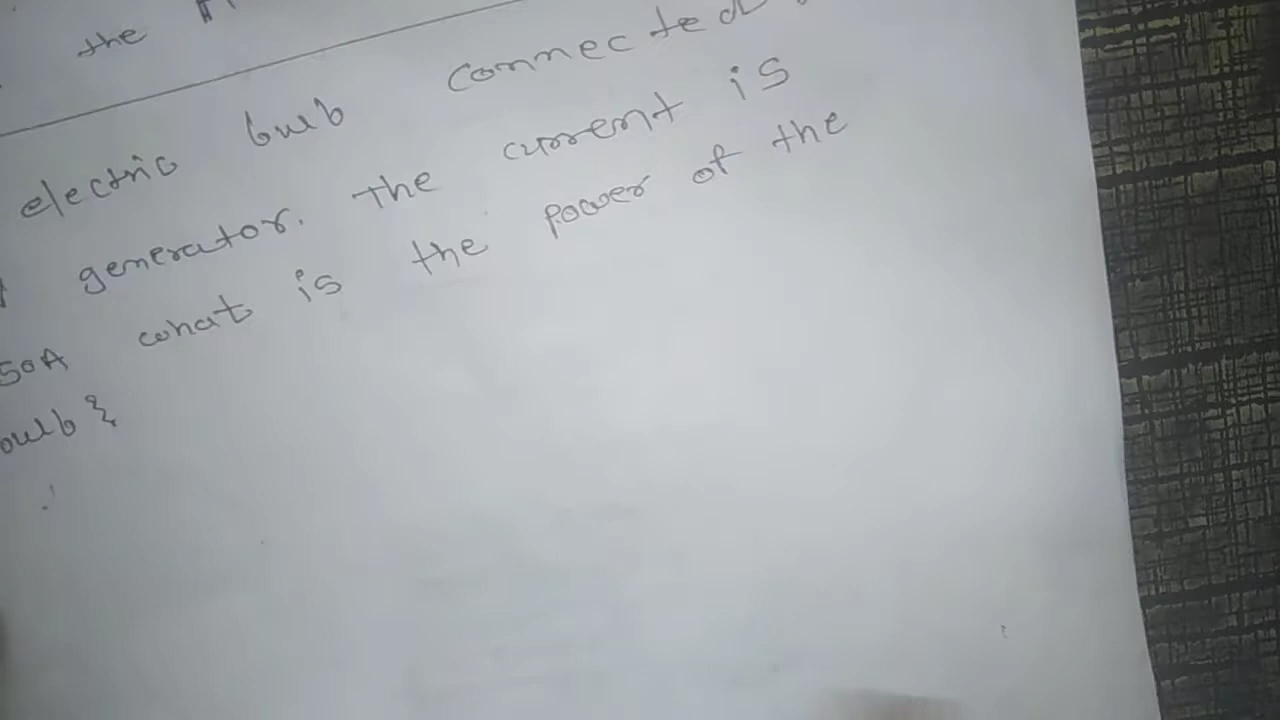 the
electric bulb connected
generator. The current is
50A what is the power of the
bulb ?